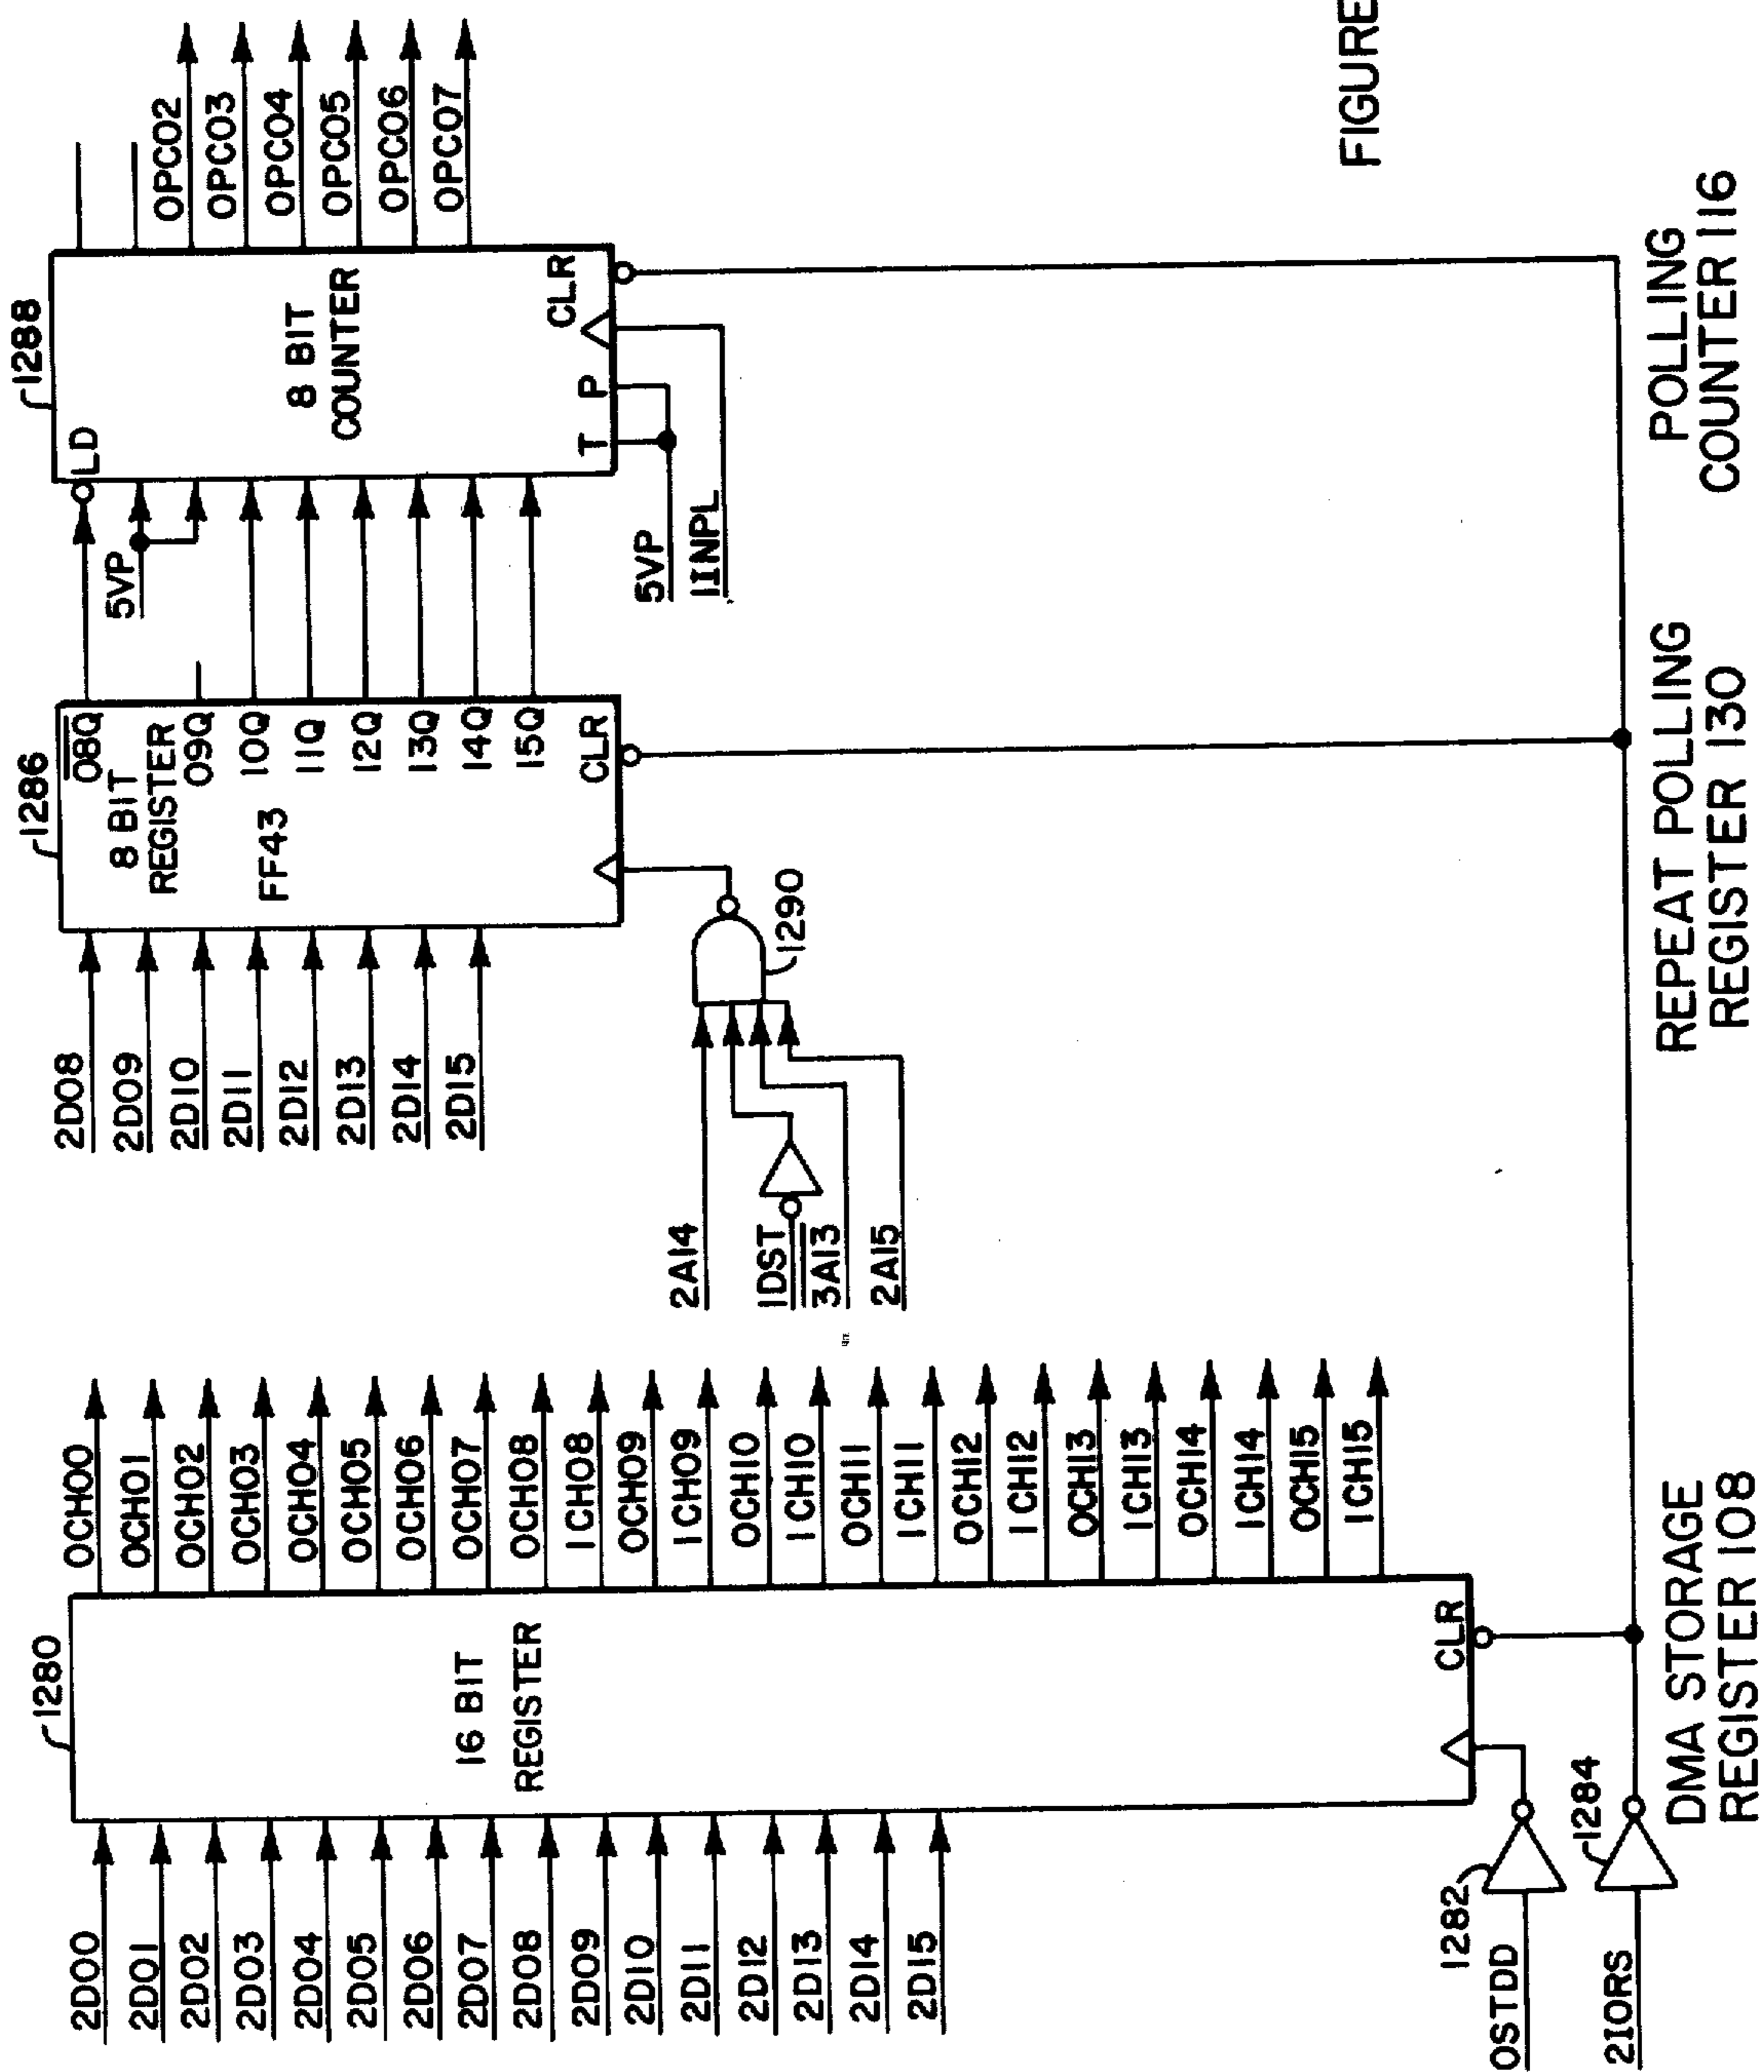 1280
2D00
2D01
2D02
2D03
2D04
2D05
2D06
2D07
2D08
2D09
2D10
2D11
2D12
2D13
2D14
2D15
16 BIT
REGISTER
CLR
0CH00
0CH01
0CH02
0CH03
0CH04
0CH05
0CH06
0CH07
0CH08
1CH08
0CH09
1CH09
0CH10
1CH10
0CH11
1CH11
0CH12
1CH12
0CH13
1CH13
0CH14
1CH14
0CH15
1CH15
1282
0STDD
1284
2IORS
DMA STORAGE
REGISTER 108
1286
2D08
2D09
2D10
2D11
2D12
2D13
2D14
2D15
8 BIT
REGISTER
FF43
08Q
09Q
10Q
11Q
12Q
13Q
14Q
15Q
CLR
2A14
1DST
3A13
2A15
1290
REPEAT POLLING
REGISTER 130
1288
LD
5VP
8 BIT
COUNTER
T P
CLR
5VP
1INPL
OPC02
OPC03
OPC04
OPC05
OPC06
OPC07
POLLING
COUNTER 116
FIGURE